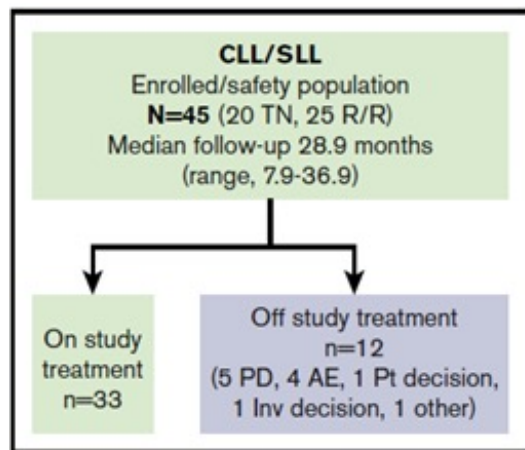 CLL/SLL
Enrolled/safety population
N=45 (20 TN, 25 R/R)
Median follow-up 28.9 months
(range, 7.9-36.9)
On study
treatment
n=33
Off study treatment
n=12
(5 PD, 4 AE, 1 Pt decision,
1 Inv decision, 1 other)